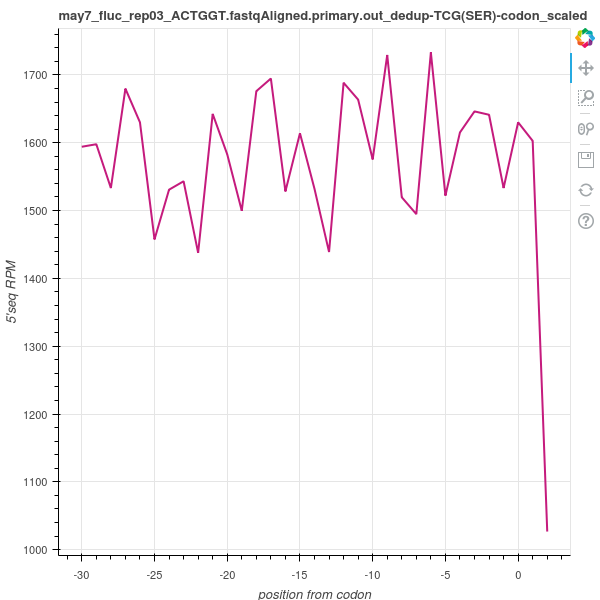 may7_fluc_rep03_ACTGGT.fastqAligned.primary.out_dedup-TCG(SER)-codon_scaled
1700
1600
1500
1400
1300
1200
1100
1000
5'seq RPM
-30 -25 -20 -15 -10 -5 0
position from codon